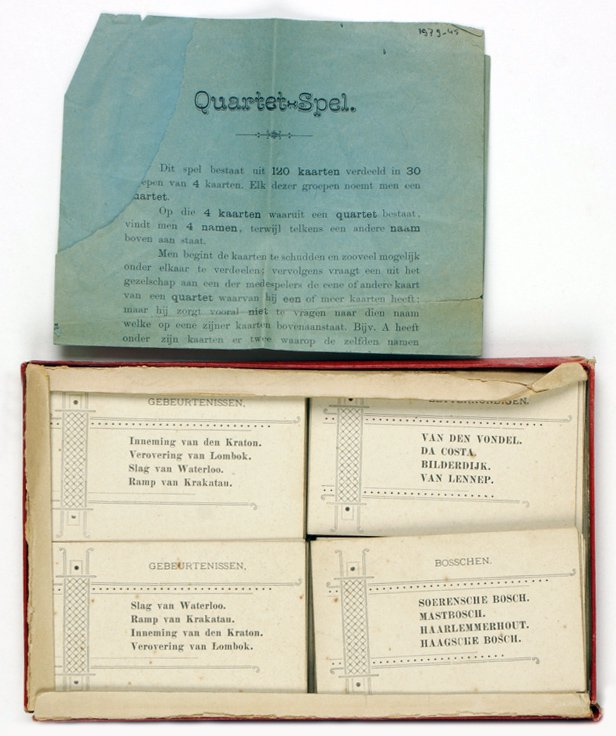 1979-45
Quartet-Spel.
Dit spel bestaat uit 120 kaarten verdeeld in 30
epen van 4 kaarten. Elk dezer groepen noemt men een
uartet.
Op die 4 kaarten waaruit een quartet bestaat,
vindt men 4 namen, terwijl telkens een andere naam
boven aan staat.
Men begint de kaarten te schudden en zooveel mogelijk
onder elkaar te verdeelen; vervolgens vraagt een uit het
gezelschap aan een der medespelers de eene of andere kaart
van een quartet waarvan hij een of meer kaarten heeft;
maar hij zorgt vooral niet te vragen naar dien naam
welke op eene zijner kaarten bovenaanstaat. Bijv. A heeft
onder zijn kaarten er twee waarop de zelfden namen
GEBEURTENISSEN.
Inneming van den Kraton.
Verovering van Lombok.
Slag van Waterloo.
Ramp van Krakatau.
VAN DEN VONDEL.
DA COSTA
BILDERDIJK.
VAN LENNEP.
GEBEURTENISSEN.
Slag van Waterloo.
Ramp van Krakatau.
Inneming van den Kraton.
Verovering van Lombok.
BOSSCHEN.
SOERENSCHE BOSCH.
MASTBOSCH.
HAARLEMMERHOUT.
HAAGSCKE BOSCH.